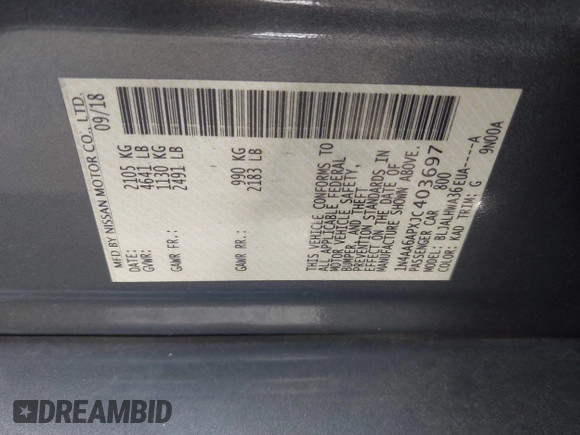 MFD BY NISSAN MOTOR CO., LTD.
DATE: 09/18
GVWR: 2105 KG
4641 LB
GAWR FR.: 1130 KG
2491 LB
GAWR RR: 990 KG
2183 LB
THIS VEHICLE CONFORMS TO
ALL APPLICABLE FEDERAL
MOTOR VEHICLE SAFETY,
BUMPER, AND THEFT
PREVENTION STANDARDS IN
EFFECT ON THE DATE OF
MANUFACTURE SHOWN ABOVE.
1N4AA6APXJC403697
PASSENGER CAR 800
MODEL: BLJALHWA36EUA----A
COLOR: KAD TRIM: G 9N00A
DREAMBID